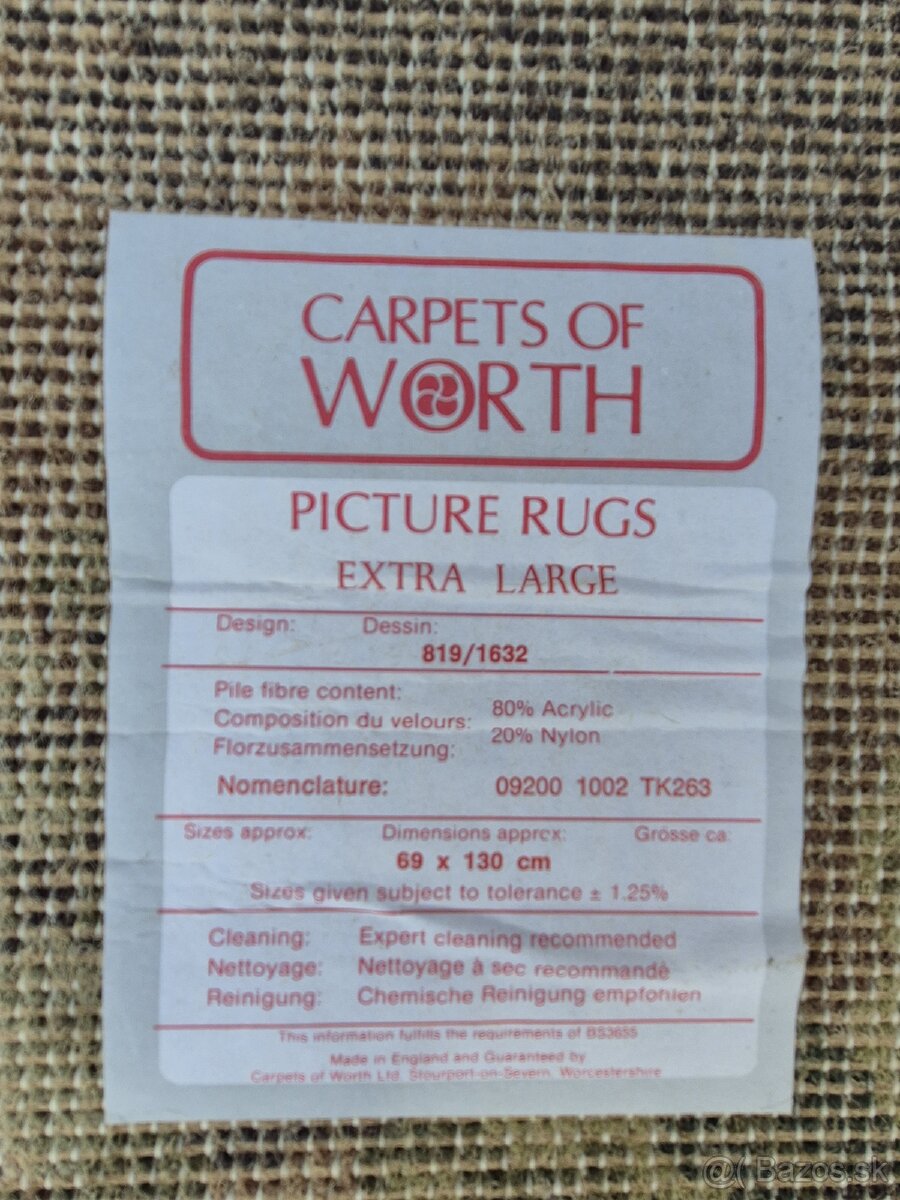 CARPETS OF
WORTH
PICTURE RUGS
EXTRA LARGE
Design: Dessin:
819/1632
Pile fibre content:
Composition du velours:
Florzusammensetzung:
80% Acrylic
20% Nylon
Nomenclature: 09200 1002 TK263
Sizes approx: Dimensions approx: Grösse ca:
69 x 130 cm
Sizes given subject to tolerance ± 1.25%
Cleaning: Expert cleaning recommended
Nettoyage: Nettoyage à sec recommandé
Reinigung: Chemische Reinigung empfohlen
This information fulfills the requirements of BS3655
Made in England and Guaranteed by
Carpets of Worth Ltd. Stourport-on-Severn. Worcestershire
@( Bazos.sk